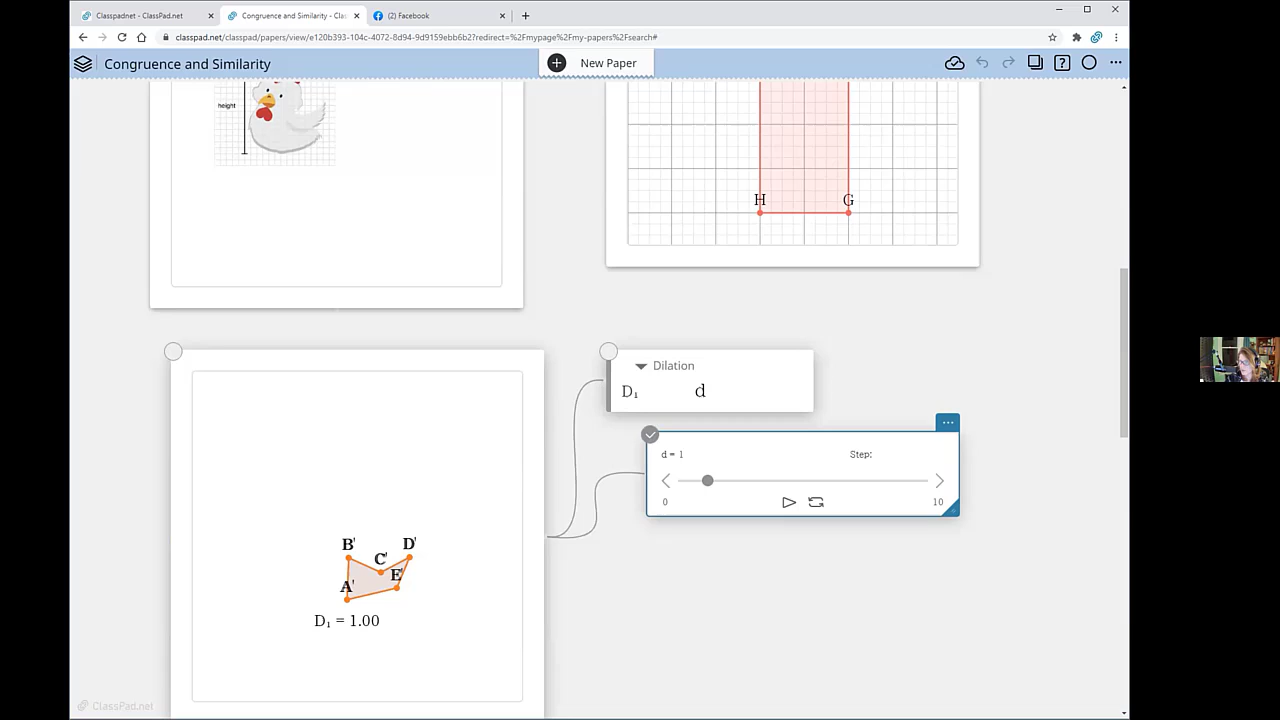 Classpadnet - ClassPad.net
Congruence and Similarity - Clas
(2) Facebook
classpad.net/classpad/papers/view/e120b393-104c-4072-8d94-9d9159ebb6b2?redirect=%2Fmypage%2Fmy-papers%2Fsearch#
Congruence and Similarity
New Paper
height
H
G
Dilation
D₁
d
d = 1
Step:
0
10
B'
D'
C'
E'
A'
D₁ = 1.00
ClassPad.net